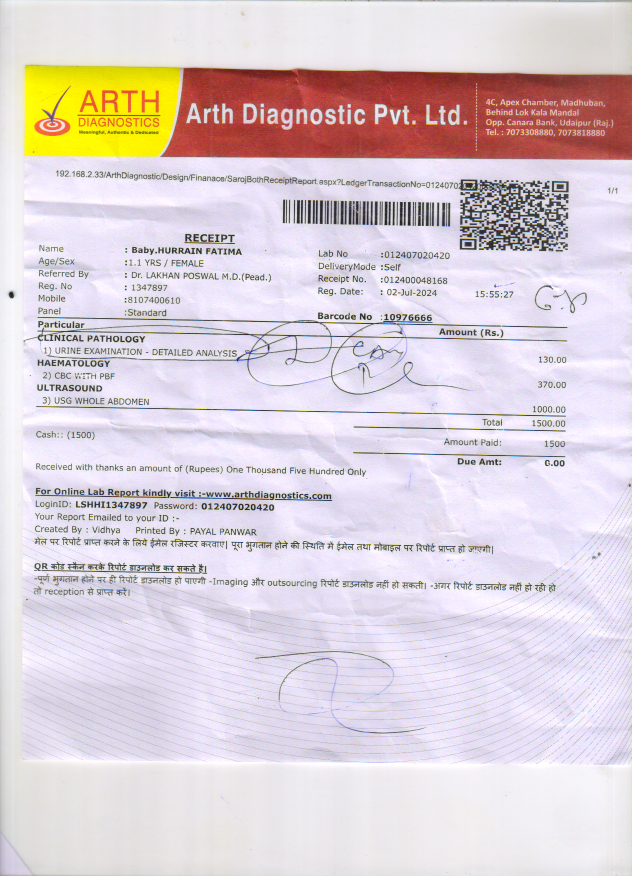 ARTH
DIAGNOSTICS
Meaningful, Authentic & Dedicated
Arth Diagnostic Pvt. Ltd.
4C, Apex Chamber, Madhuban,
Behind Lok Kala Mandal
Opp. Canara Bank, Udaipur (Raj.)
Tel. : 7073308880, 7073818880
192.168.2.33/ArthDiagnostic/Design/Finanace/SarojBothReceiptReport.aspx?LedgerTransactionNo=012407020
1/1
RECEIPT
Name : Baby.HURRAIN FATIMA
Age/Sex :1.1 YRS / FEMALE
Referred By : Dr. LAKHAN POSWAL M.D.(Pead.)
Reg. No : 1347897
Mobile :8107400610
Panel :Standard
Lab No :012407020420
DeliveryMode :Self
Receipt No. :012400048168
Reg. Date: : 02-Jul-2024 15:55:27
Barcode No :10976666
Particular Amount (Rs.)
CLINICAL PATHOLOGY
1) URINE EXAMINATION - DETAILED ANALYSIS 130.00
HAEMATOLOGY
2) CBC WITH PBF 370.00
ULTRASOUND
3) USG WHOLE ABDOMEN 1000.00
Total 1500.00
Cash:: (1500)
Amount Paid: 1500
Due Amt: 0.00
Received with thanks an amount of (Rupees) One Thousand Five Hundred Only
For Online Lab Report kindly visit :-www.arthdiagnostics.com
LoginID: LSHHI1347897 Password: 012407020420
Your Report Emailed to your ID :-
Created By : Vidhya Printed By : PAYAL PANWAR
मेल पर रिपोर्ट प्राप्त करने के लिये ईमेल रजिस्टर करवाए। पूरा भुगतान होने की स्थिति में ईमेल तथा मोबाइल पर रिपोर्ट प्राप्त हो जाएगी।
QR कोड स्कैन करके रिपोर्ट डाउनलोड कर सकते है।
-पूर्ण भुगतान होने पर ही रिपोर्ट डाउनलोड हो पाएगी -Imaging और outsourcing रिपोर्ट डाउनलोड नही हो सकती। -अगर रिपोर्ट डाउनलोड नही हो रही हो
तो reception से प्राप्त करें।